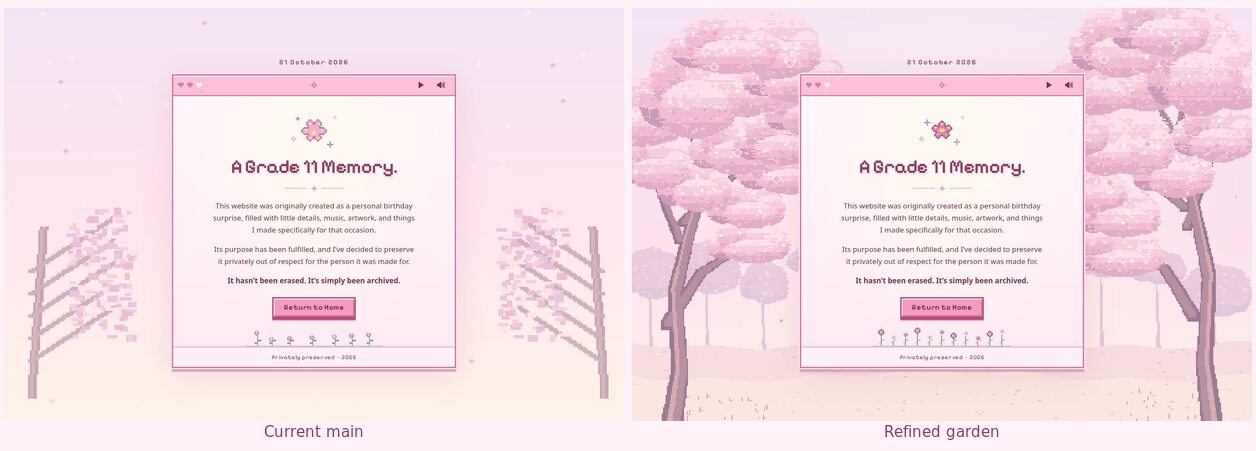 21 October 2026
A Grade 11 Memory.
This website was originally created as a personal birthday
surprise, filled with little details, music, artwork, and things
I made specifically for that occasion.
Its purpose has been fulfilled, and I've decided to preserve
it privately out of respect for the person it was made for.
It hasn't been erased. It's simply been archived.
Return to Home
Privately preserved · 2026
Current main
21 October 2026
A Grade 11 Memory.
This website was originally created as a personal birthday
surprise, filled with little details, music, artwork, and things
I made specifically for that occasion.
Its purpose has been fulfilled, and I've decided to preserve
it privately out of respect for the person it was made for.
It hasn't been erased. It's simply been archived.
Return to Home
Privately preserved · 2026
Refined garden